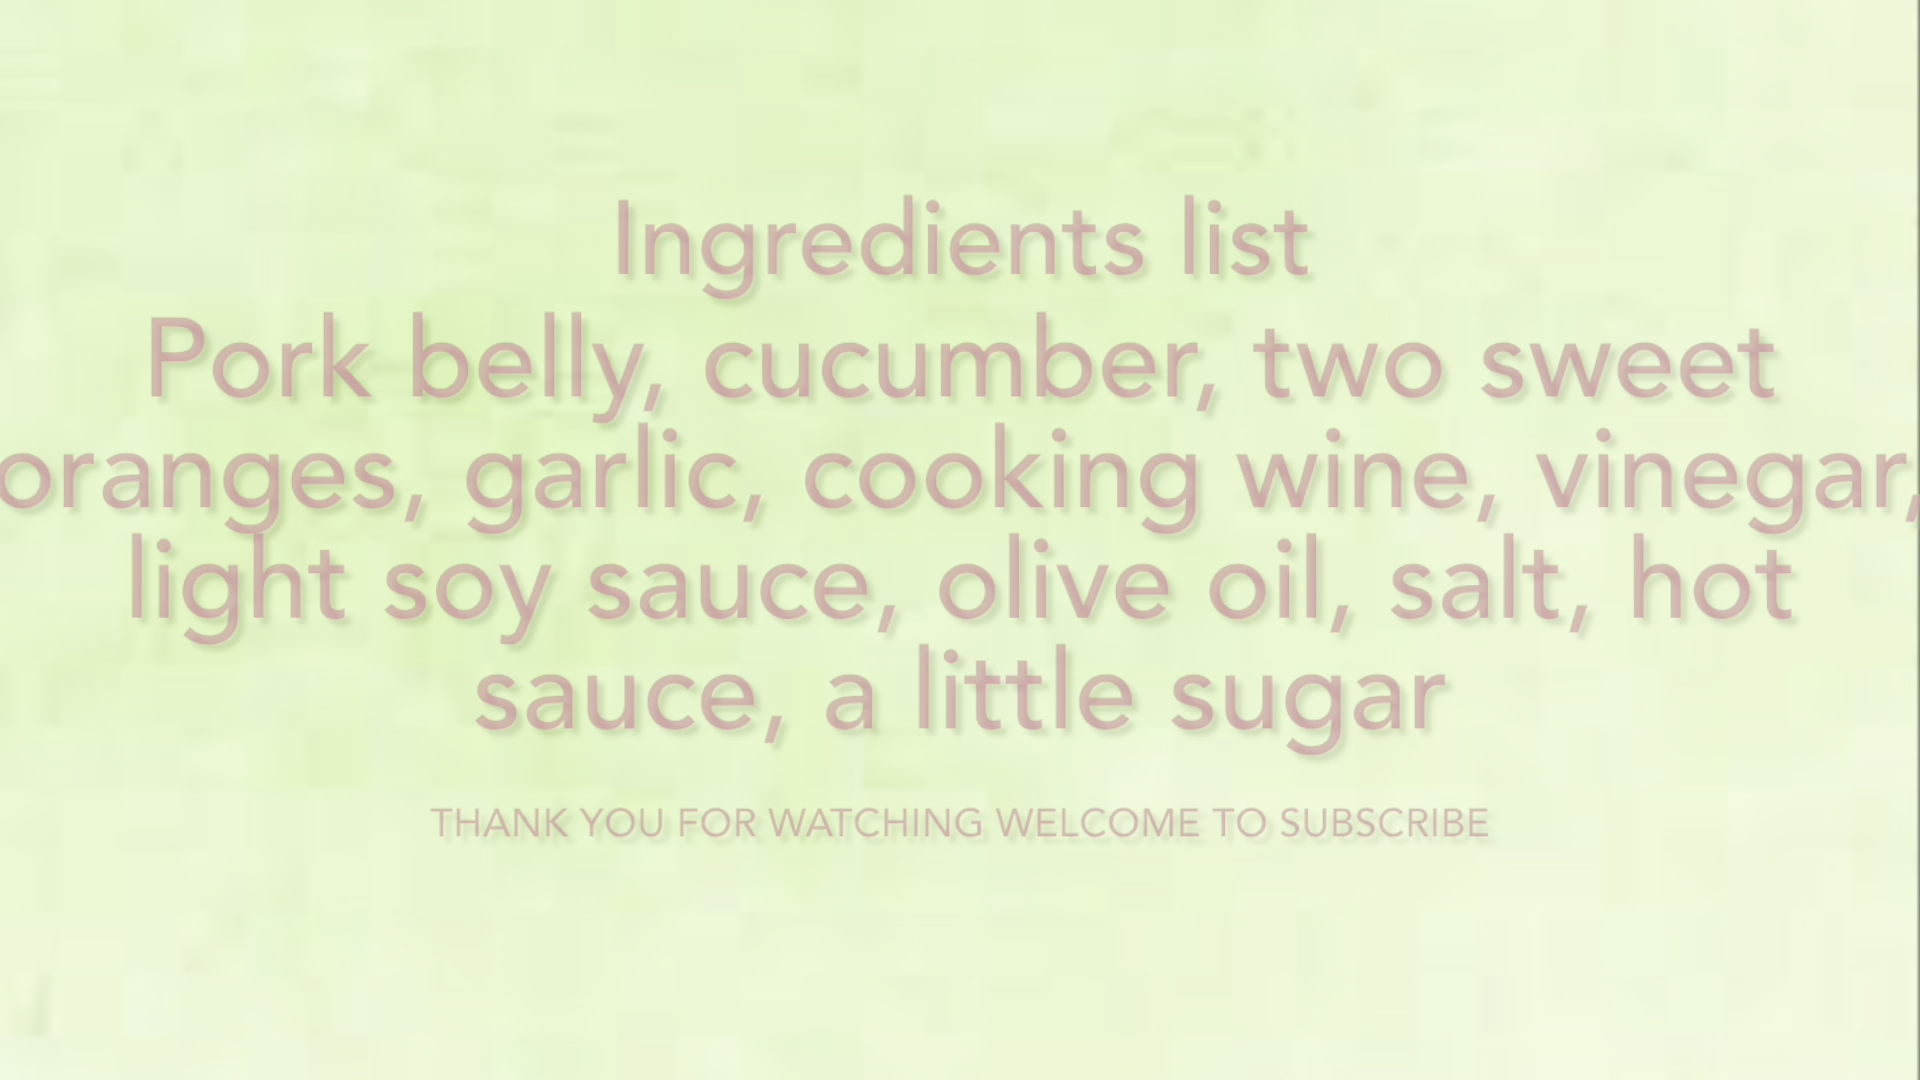 Ingredients list
Pork belly, cucumber, two sweet
oranges, garlic, cooking wine, vinegar,
light soy sauce, olive oil, salt, hot
sauce, a little sugar
THANK YOU FOR WATCHING WELCOME TO SUBSCRIBE